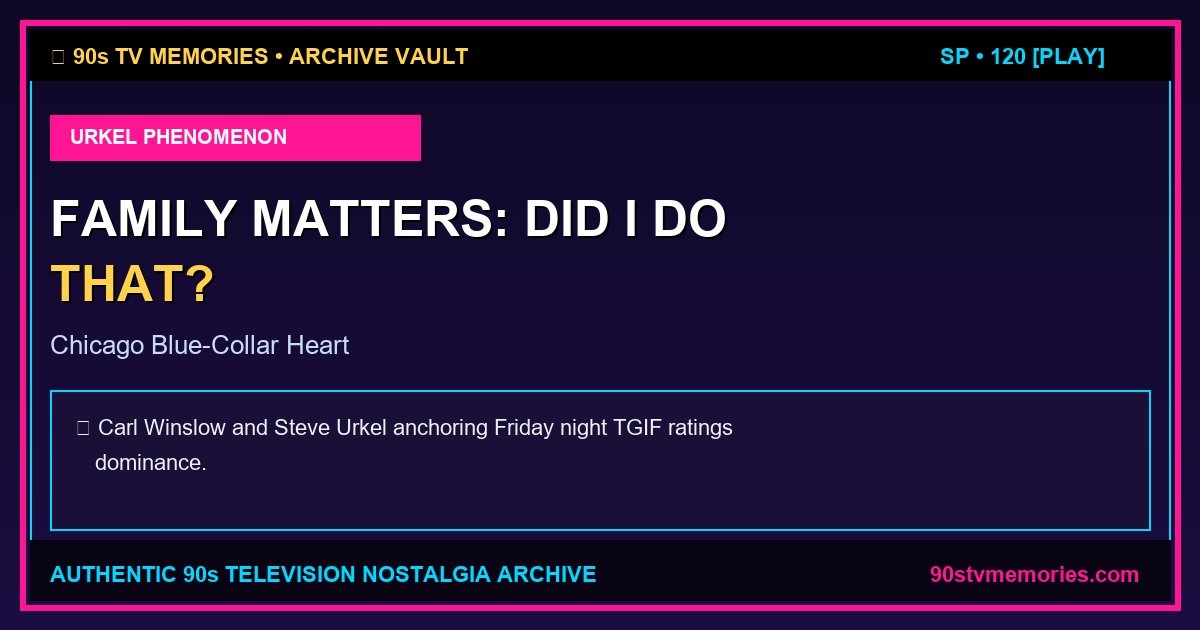 90s TV MEMORIES • ARCHIVE VAULT
SP • 120 [PLAY]
URKEL PHENOMENON
FAMILY MATTERS: DID I DO
THAT?
Chicago Blue-Collar Heart
Carl Winslow and Steve Urkel anchoring Friday night TGIF ratings
dominance.
AUTHENTIC 90s TELEVISION NOSTALGIA ARCHIVE
90stvmemories.com